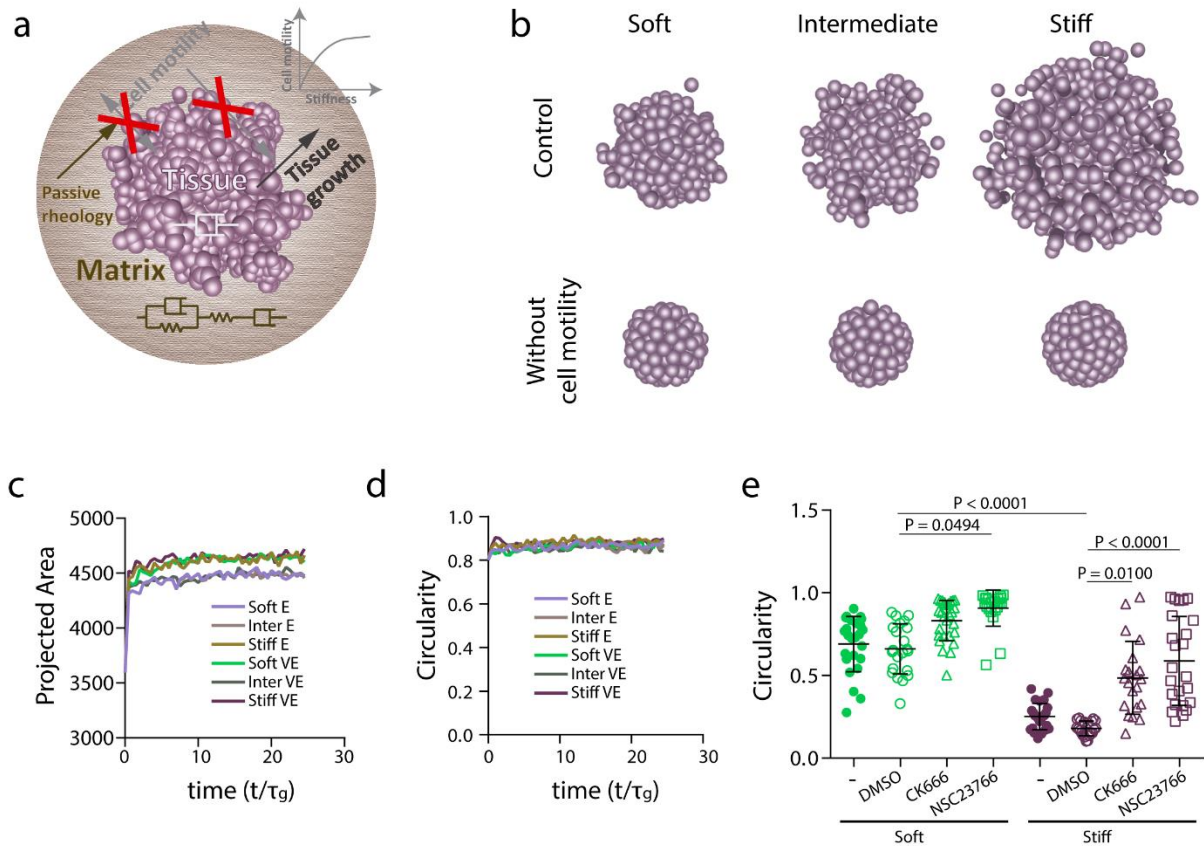 a
Cell motility
Stiffness
Cell motility
Tissue growth
Tissue
Passive
rheology
Matrix
b
Soft
Intermediate
Stiff
Control
Without
cell motility
c
Projected Area
5000
4500
4000
3500
3000
0
10
20
30
time (t/τg)
Soft E
Inter E
Stiff E
Soft VE
Inter VE
Stiff VE
d
Circularity
1.0
0.8
0.6
0.4
0.2
0.0
0
10
20
30
time (t/τg)
Soft E
Inter E
Stiff E
Soft VE
Inter VE
Stiff VE
e
Circularity
1.5
1.0
0.5
0.0
P < 0.0001
P = 0.0494
P < 0.0001
P = 0.0100
-
DMSO
CK666
NSC23766
-
DMSO
CK666
NSC23766
Soft
Stiff